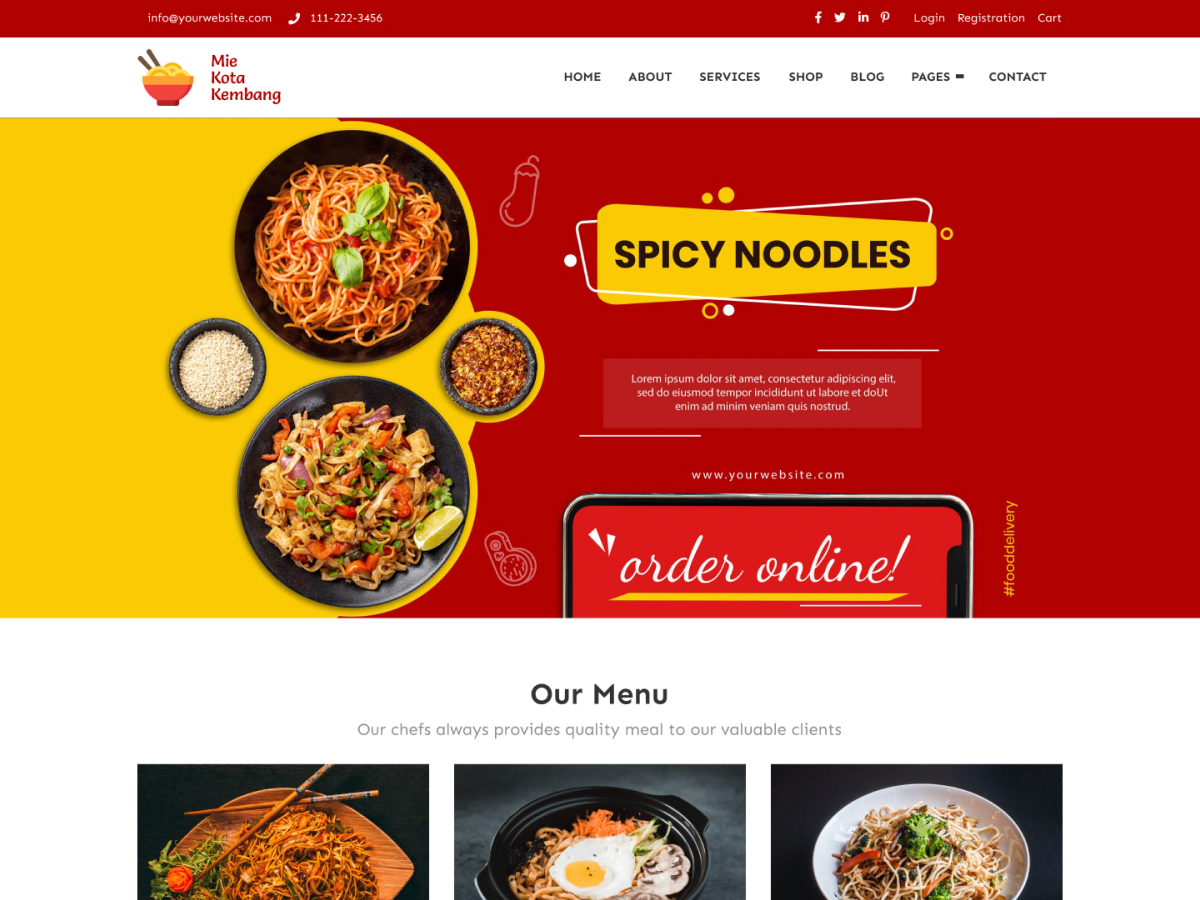 info@yourwebsite.com 111-222-3456 Login Registration Cart
Mie
Kota
Kembang
HOME ABOUT SERVICES SHOP BLOG PAGES CONTACT
SPICY NOODLES
Lorem ipsum dolor sit amet, consectetur adipiscing elit,
sed do eiusmod tempor incididunt ut labore et doUt
enim ad minim veniam quis nostrud.
www.yourwebsite.com
order online!
#fooddelivery
Our Menu
Our chefs always provides quality meal to our valuable clients